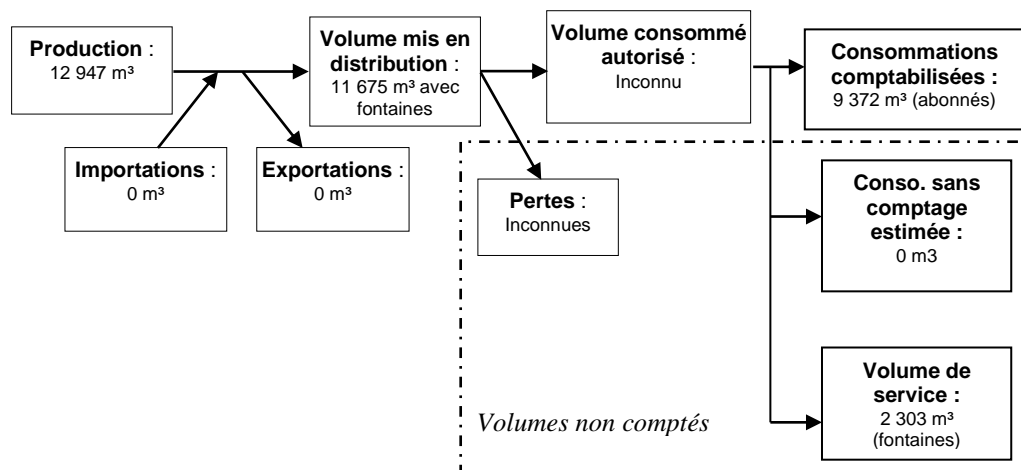 Production :
12 947 m³
Volume mis en
distribution :
11 675 m³ avec
fontaines
Volume consommé
autorisé :
Inconnu
Consommations
comptabilisées :
9 372 m³ (abonnés)
Importations :
0 m³
Exportations :
0 m³
Pertes :
Inconnues
Conso. sans
comptage
estimée :
0 m3
Volume de
service :
2 303 m³
(fontaines)
Volumes non comptés